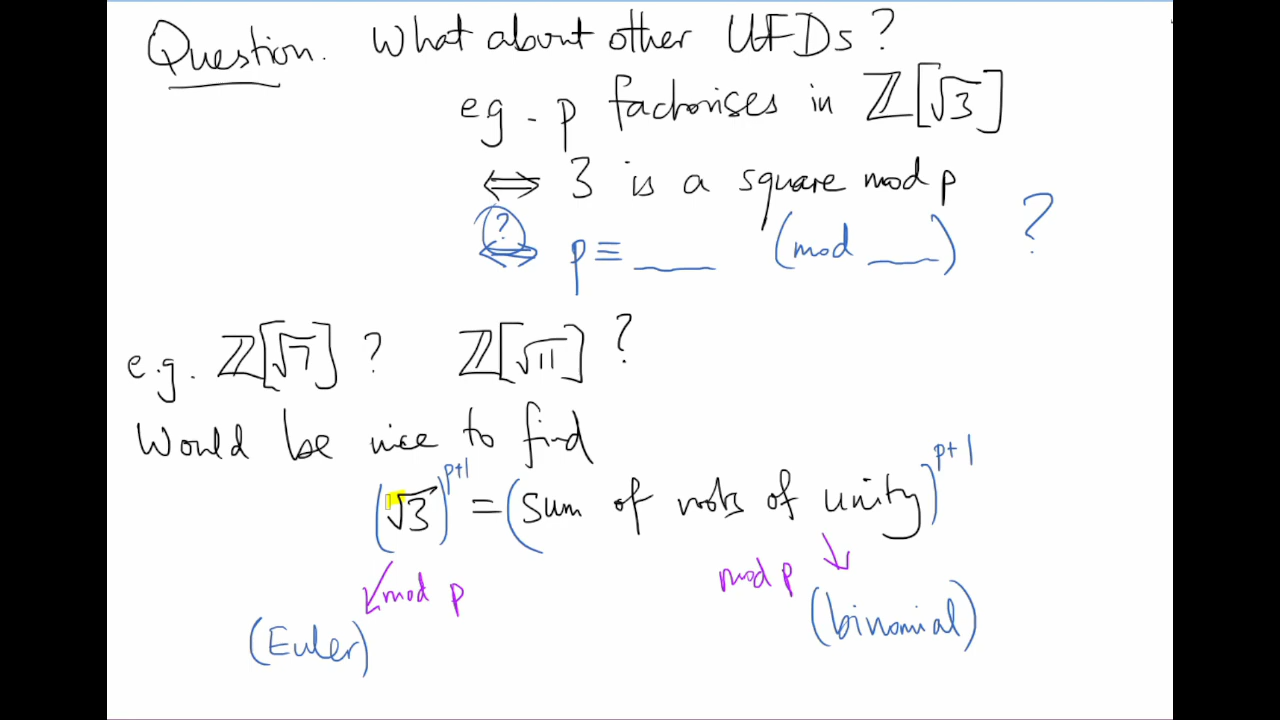 Question. What about other UFDs?
eg. p factorises in ℤ[√3]
⟺ 3 is a square mod p
⟺ (?) p ≡ ___ (mod ___) ?
e.g. ℤ[√7] ? ℤ[√11] ?
Would be nice to find
(√3)^{p+1} = (sum of roots of unity)^{p+1}
mod p mod p
(Euler) (binomial)